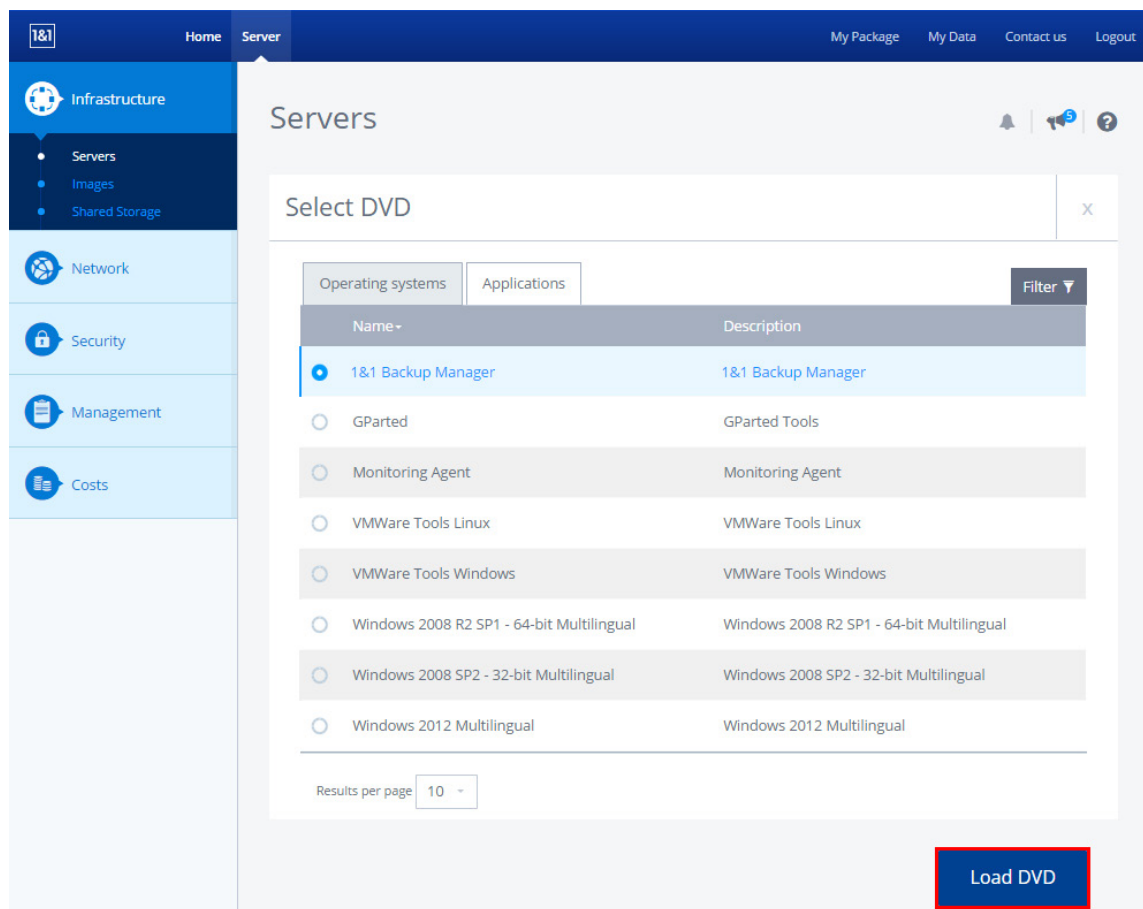 1&1 Home Server My Package My Data Contact us Logout
Infrastructure
Servers
Images
Shared Storage
Network
Security
Management
Costs
Servers
5
?
Select DVD
X
Operating systems Applications Filter
Name Description
1&1 Backup Manager 1&1 Backup Manager
GParted GParted Tools
Monitoring Agent Monitoring Agent
VMWare Tools Linux VMWare Tools Linux
VMWare Tools Windows VMWare Tools Windows
Windows 2008 R2 SP1 - 64-bit Multilingual Windows 2008 R2 SP1 - 64-bit Multilingual
Windows 2008 SP2 - 32-bit Multilingual Windows 2008 SP2 - 32-bit Multilingual
Windows 2012 Multilingual Windows 2012 Multilingual
Results per page 10
Load DVD